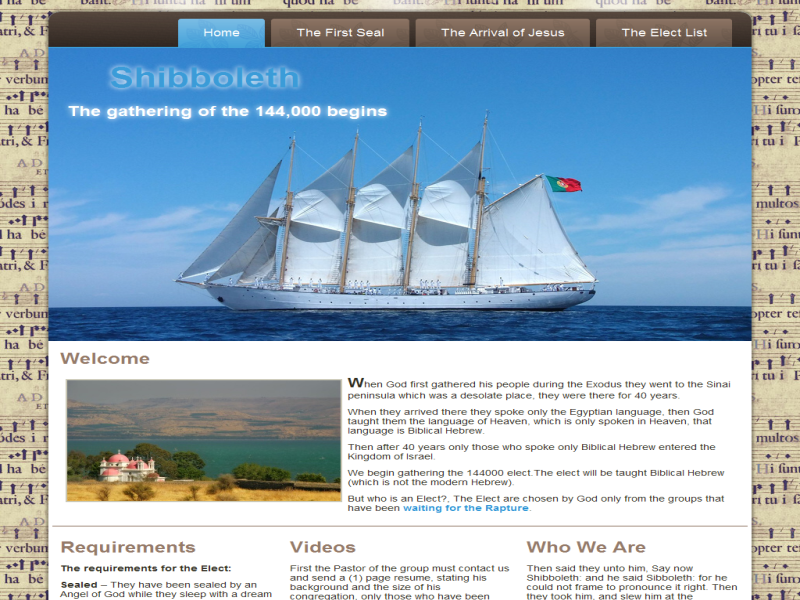 Home
The First Seal
The Arrival of Jesus
The Elect List
Shibboleth
The gathering of the 144,000 begins
Welcome
When God first gathered his people during the Exodus they went to the Sinai
peninsula which was a desolate place, they were there for 40 years.
When they arrived there they spoke only the Egyptian language, then God
taught them the language of Heaven, which is only spoken in Heaven, that
language is Biblical Hebrew.
Then after 40 years only those who spoke only Biblical Hebrew entered the
Kingdom of Israel.
We begin gathering the 144000 elect.The elect will be taught Biblical Hebrew
(which is not the modern Hebrew).
But who is an Elect?, The Elect are chosen by God only from the groups that
have been waiting for the Rapture.
Requirements
The requirements for the Elect:
Sealed – They have been sealed by an
Angel of God while they sleep with a dream
Videos
First the Pastor of the group must contact us
and send a (1) page resume, stating his
background and the size of his
congregation, only those who have been
Who We Are
Then said they unto him, Say now
Shibboleth: and he said Sibboleth: for he
could not frame to pronounce it right. Then
they took him, and slew him at the